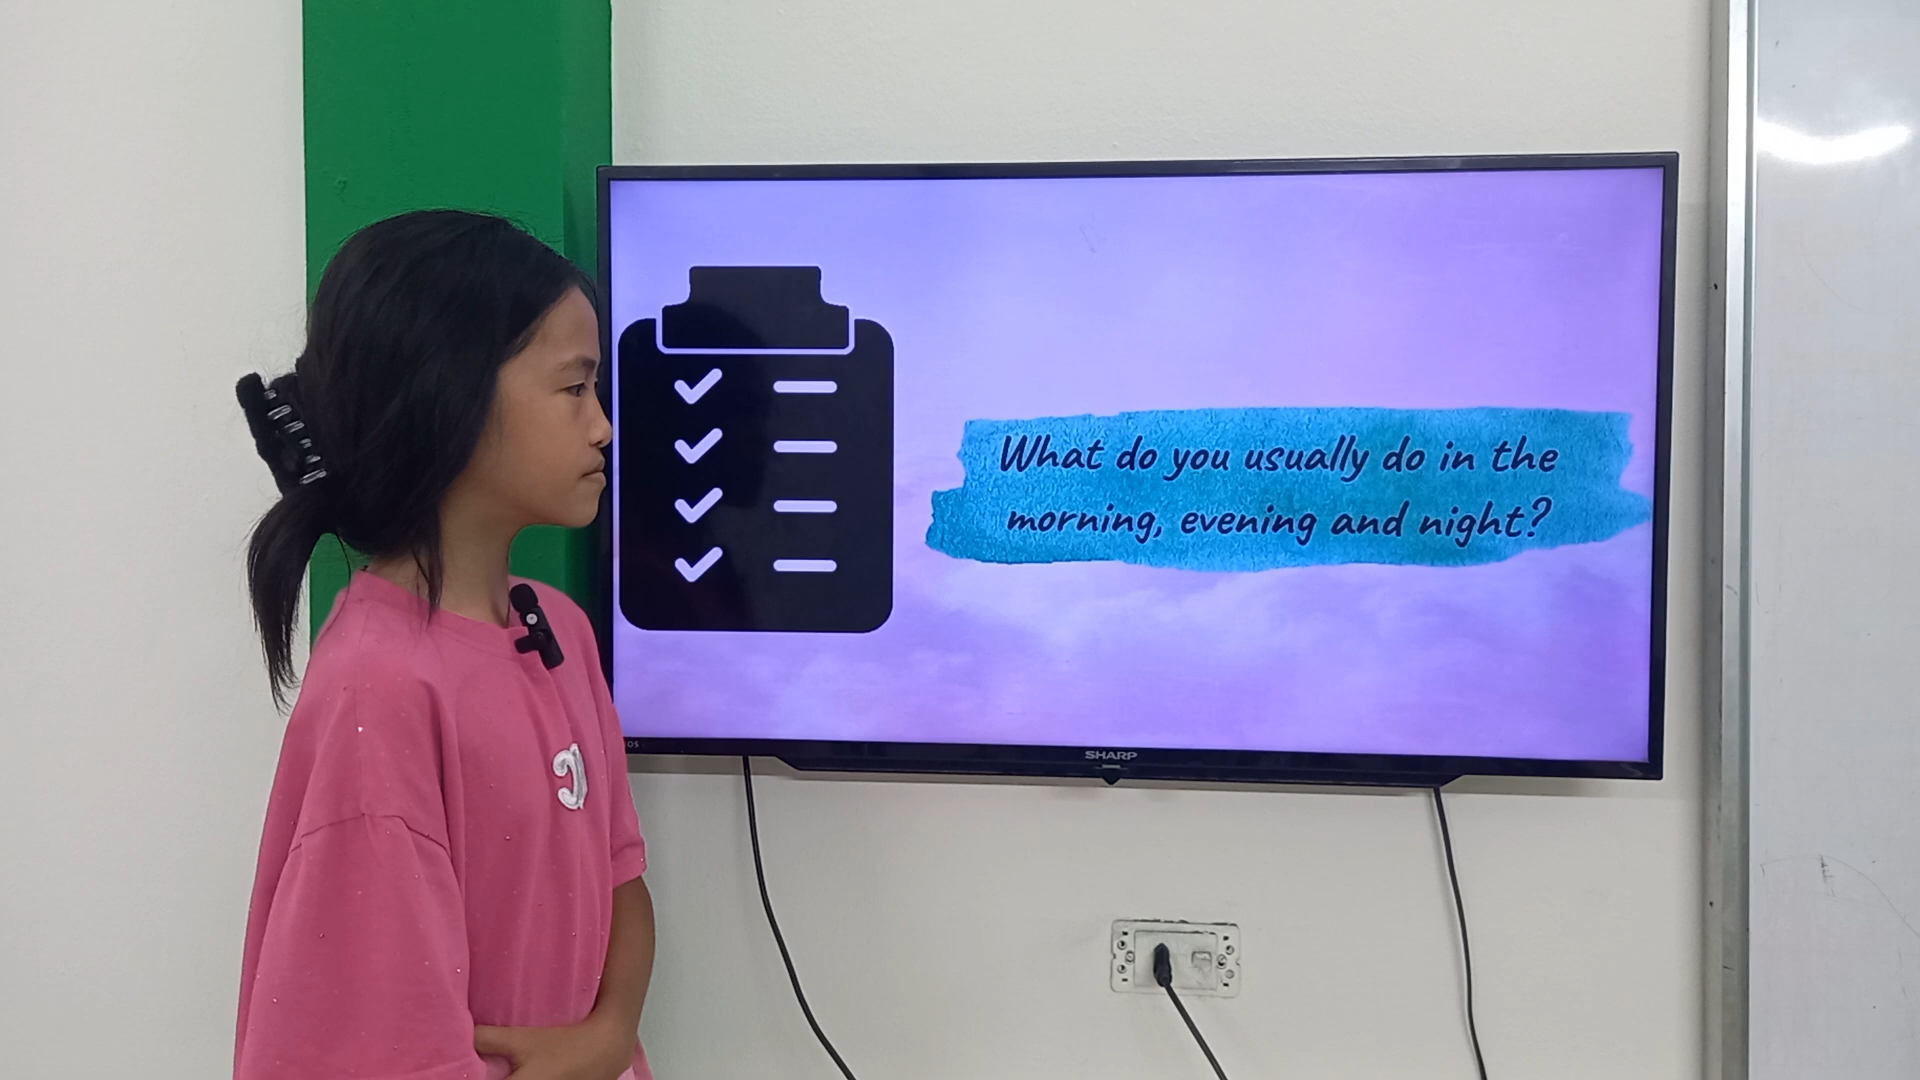 What do you usually do in the
morning, evening and night?
SHARP